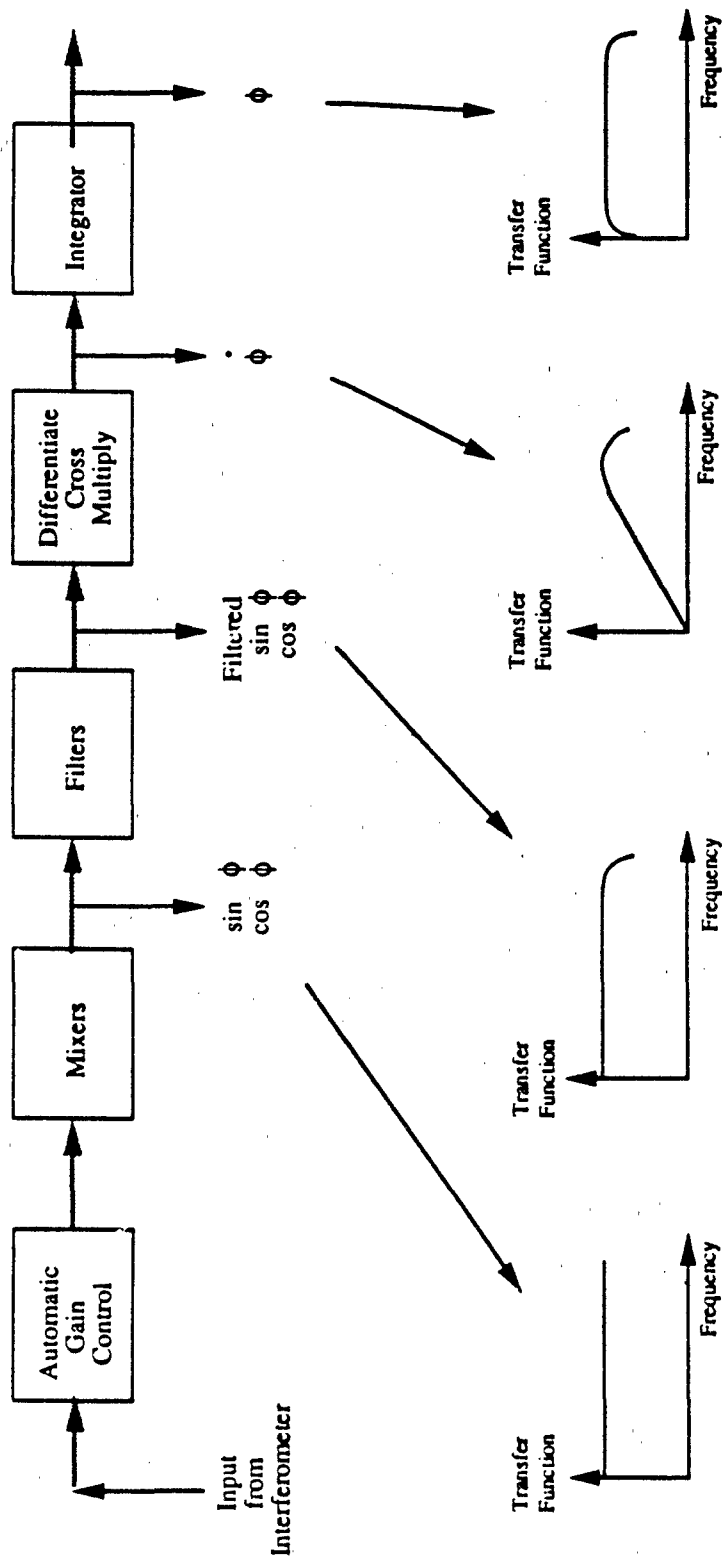 Input
from
Interferometer
Automatic
Gain
Control
Mixers
sin ϕ
cos ϕ
Filters
Filtered
sin ϕ
cos ϕ
Differentiate
Cross
Multiply
ϕ̇
Integrator
ϕ
Transfer
Function
Frequency
Transfer
Function
Frequency
Transfer
Function
Frequency
Transfer
Function
Frequency